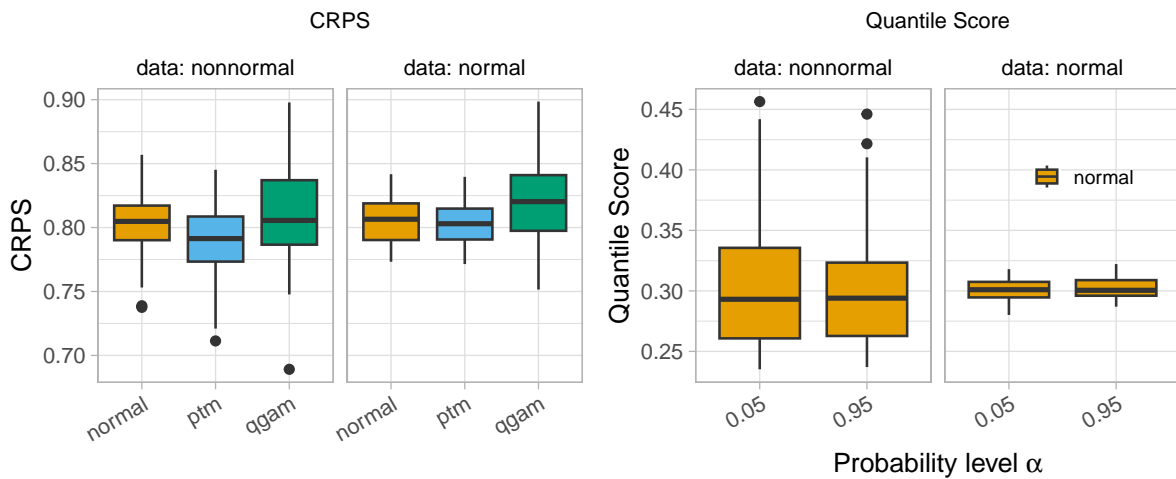 CRPS
data: nonnormal
data: normal
CRPS
0.90
0.85
0.80
0.75
0.70
normal
ptm
qgam
normal
ptm
qgam
Quantile Score
data: nonnormal
data: normal
Quantile Score
0.45
0.40
0.35
0.30
0.25
normal
0.05
0.95
0.05
0.95
Probability level α